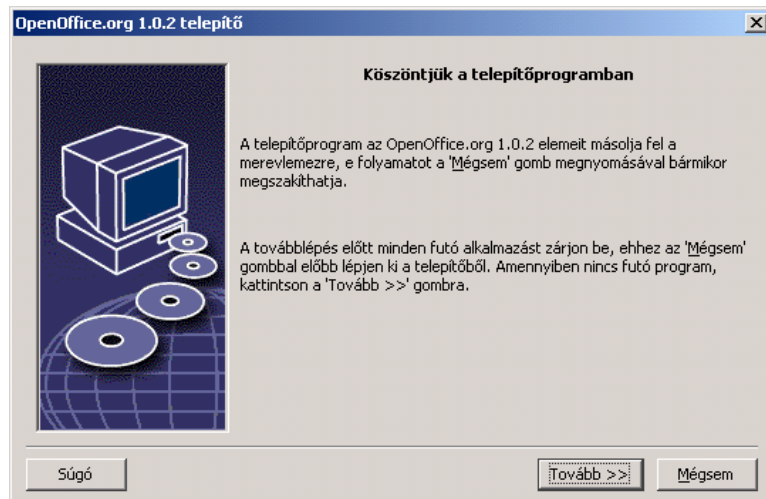 OpenOffice.org 1.0.2 telepítő
Köszöntjük a telepítőprogramban
A telepítőprogram az OpenOffice.org 1.0.2 elemeit másolja fel a
merevlemezre, e folyamatot a 'Mégsem' gomb megnyomásával bármikor
megszakíthatja.
A továbblépés előtt minden futó alkalmazást zárjon be, ehhez az 'Mégsem'
gombbal előbb lépjen ki a telepítőből. Amennyiben nincs futó program,
kattintson a 'Tovább >>' gombra.
Súgó
Tovább >>
Mégsem